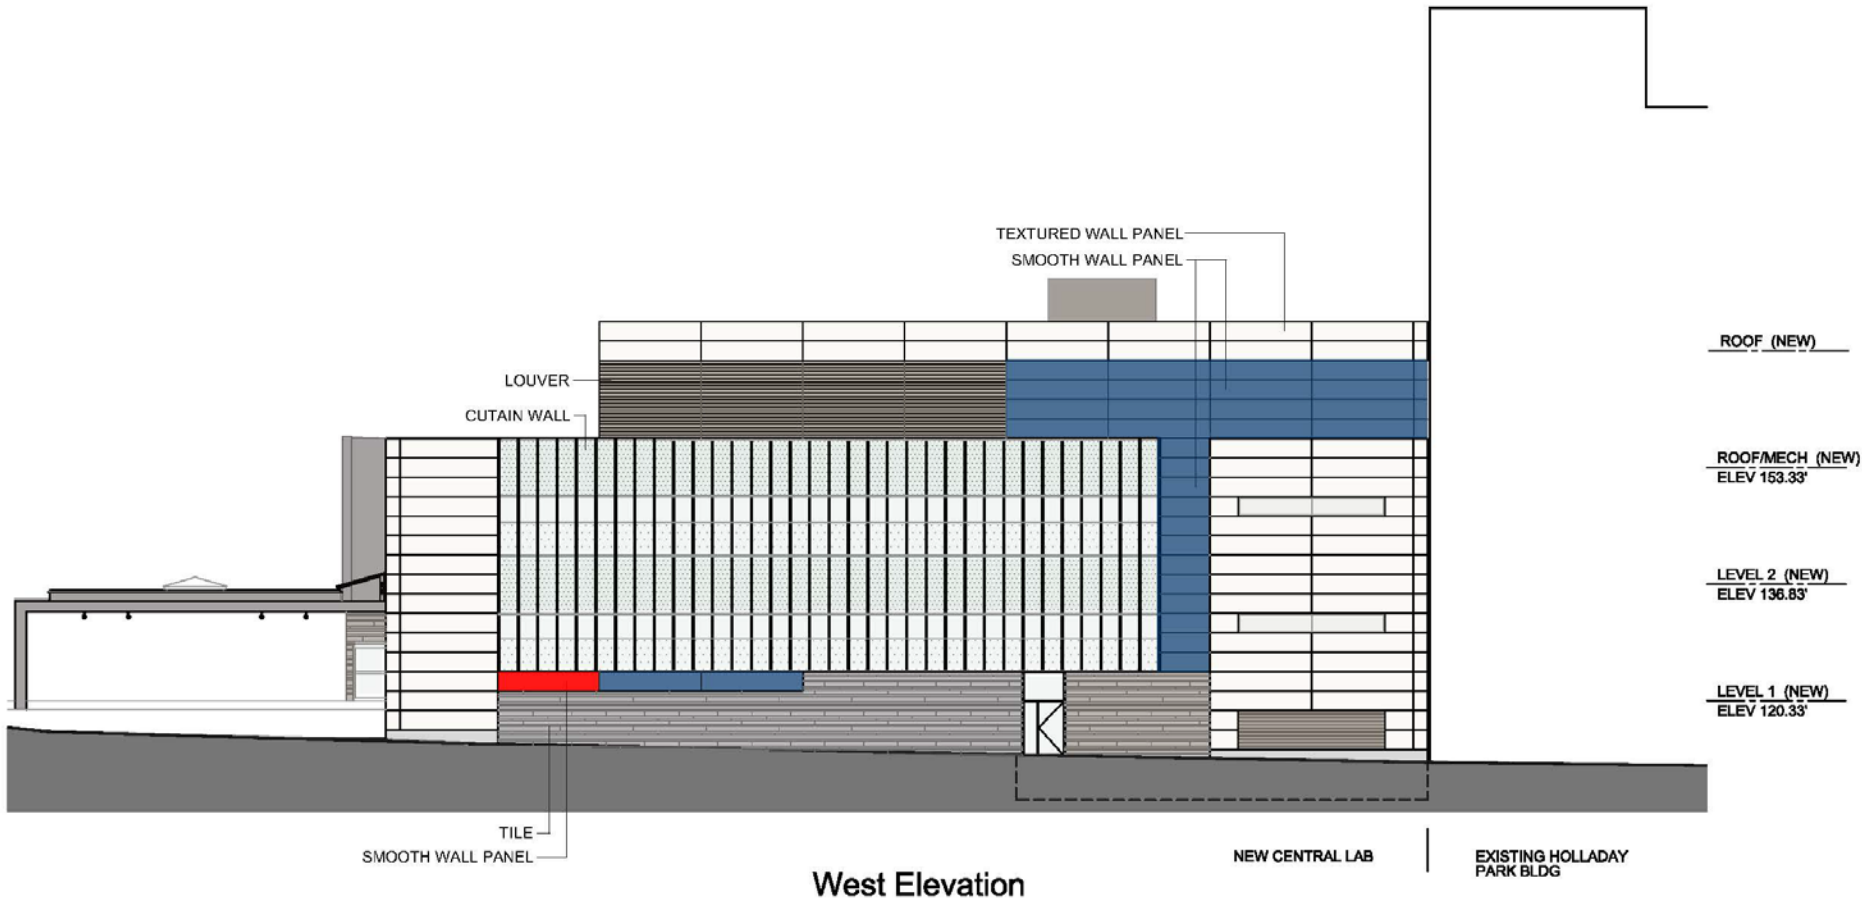 TEXTURED WALL PANEL
SMOOTH WALL PANEL
ROOF (NEW)
LOUVER
CUTAIN WALL
ROOF/MECH (NEW)
ELEV 153.33'
LEVEL 2 (NEW)
ELEV 136.83'
LEVEL 1 (NEW)
ELEV 120.33'
TILE
SMOOTH WALL PANEL
NEW CENTRAL LAB
EXISTING HOLLADAY
PARK BLDG
West Elevation